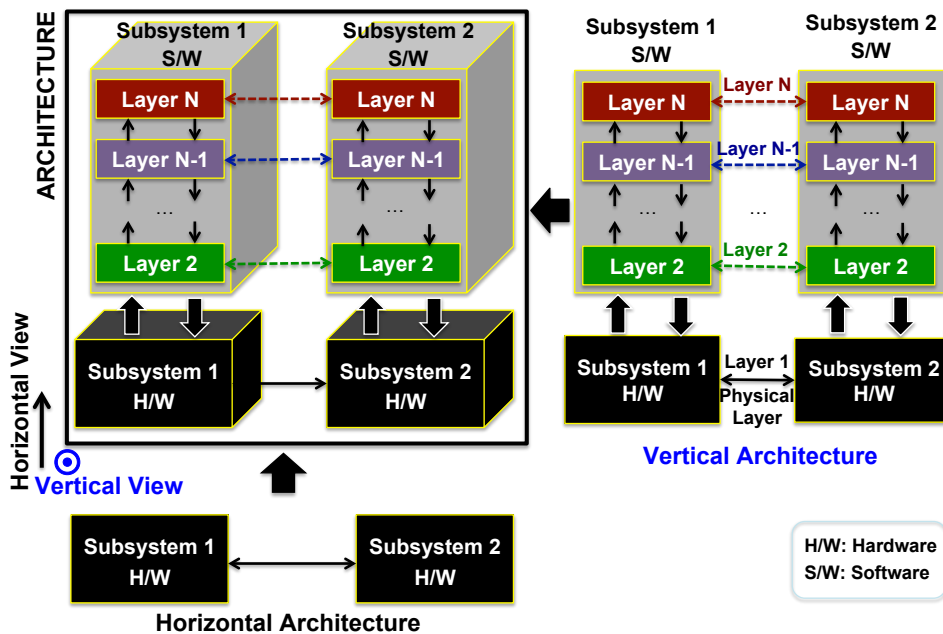 ARCHITECTURE
Subsystem 1
S/W
Subsystem 2
S/W
Layer N
Layer N
Layer N-1
Layer N-1
...
...
Layer 2
Layer 2
Subsystem 1
H/W
Subsystem 2
H/W
Horizontal View
Vertical View
Subsystem 1
S/W
Subsystem 2
S/W
Layer N
Layer N
Layer N
Layer N-1
Layer N-1
Layer N-1
...
...
...
Layer 2
Layer 2
Layer 2
Subsystem 1
H/W
Layer 1
Physical
Layer
Subsystem 2
H/W
Vertical Architecture
Subsystem 1
H/W
Subsystem 2
H/W
Horizontal Architecture
H/W: Hardware
S/W: Software